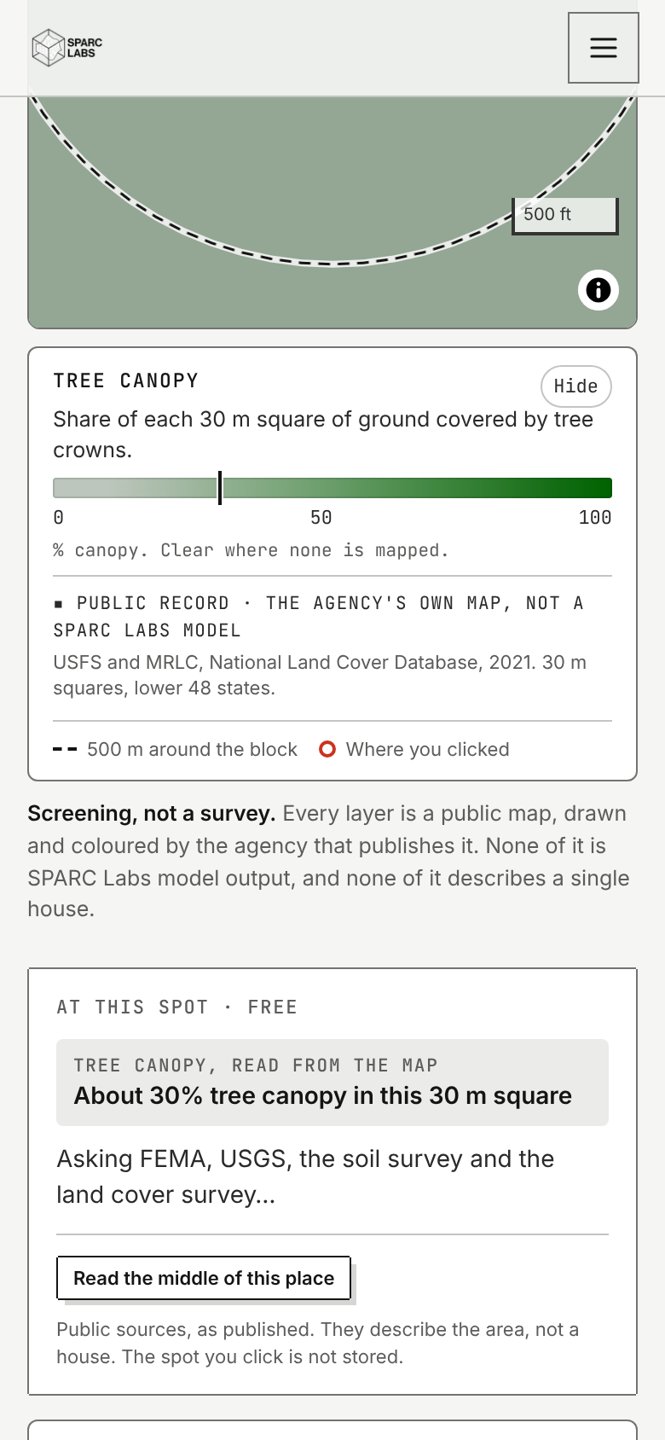 SPARC
LABS
500 ft
TREE CANOPY
Hide
Share of each 30 m square of ground covered by tree
crowns.
0 50 100
% canopy. Clear where none is mapped.
▪ PUBLIC RECORD · THE AGENCY'S OWN MAP, NOT A
SPARC LABS MODEL
USFS and MRLC, National Land Cover Database, 2021. 30 m
squares, lower 48 states.
500 m around the block Where you clicked
Screening, not a survey. Every layer is a public map, drawn
and coloured by the agency that publishes it. None of it is
SPARC Labs model output, and none of it describes a single
house.
AT THIS SPOT · FREE
TREE CANOPY, READ FROM THE MAP
About 30% tree canopy in this 30 m square
Asking FEMA, USGS, the soil survey and the
land cover survey…
Read the middle of this place
Public sources, as published. They describe the area, not a
house. The spot you click is not stored.